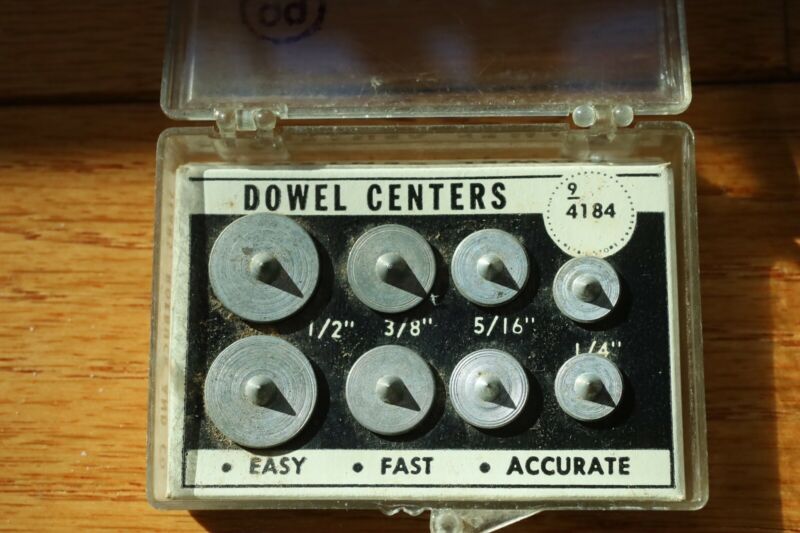 DOWEL CENTERS
9
4184
1/2" 3/8" 5/16" 1/4"
• EASY • FAST • ACCURATE